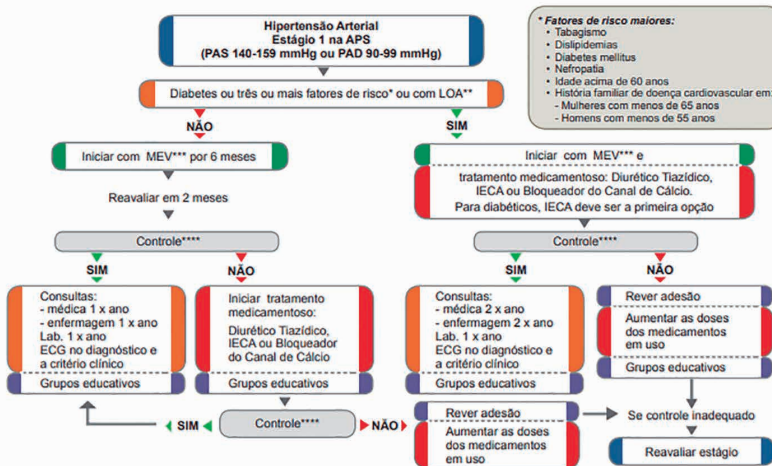 Hipertensão Arterial
Estágio 1 na APS
(PAS 140-159 mmHg ou PAD 90-99 mmHg)
* Fatores de risco maiores:
• Tabagismo
• Dislipidemias
• Diabetes mellitus
• Nefropatia
• Idade acima de 60 anos
• História familiar de doença cardiovascular em:
- Mulheres com menos de 65 anos
- Homens com menos de 55 anos
Diabetes ou três ou mais fatores de risco* ou com LOA**
NÃO
SIM
Iniciar com MEV*** por 6 meses
Reavaliar em 2 meses
Controle****
SIM
NÃO
Consultas:
- médica 1 x ano
- enfermagem 1 x ano
Lab. 1 x ano
ECG no diagnóstico e
a critério clínico
Grupos educativos
Iniciar tratamento
medicamentoso:
Diurético Tiazídico,
IECA ou Bloqueador
do Canal de Cálcio
Grupos educativos
SIM
Controle****
NÃO
Iniciar com MEV*** e
tratamento medicamentoso: Diurético Tiazídico,
IECA ou Bloqueador do Canal de Cálcio.
Para diabéticos, IECA deve ser a primeira opção
Controle****
SIM
NÃO
Consultas:
- médica 2 x ano
- enfermagem 2 x ano
Lab. 1 x ano
ECG no diagnóstico e
a critério clínico
Grupos educativos
Rever adesão
Aumentar as doses
dos medicamentos
em uso
Grupos educativos
Rever adesão
Aumentar as doses
dos medicamentos
em uso
Se controle inadequado
Reavaliar estágio